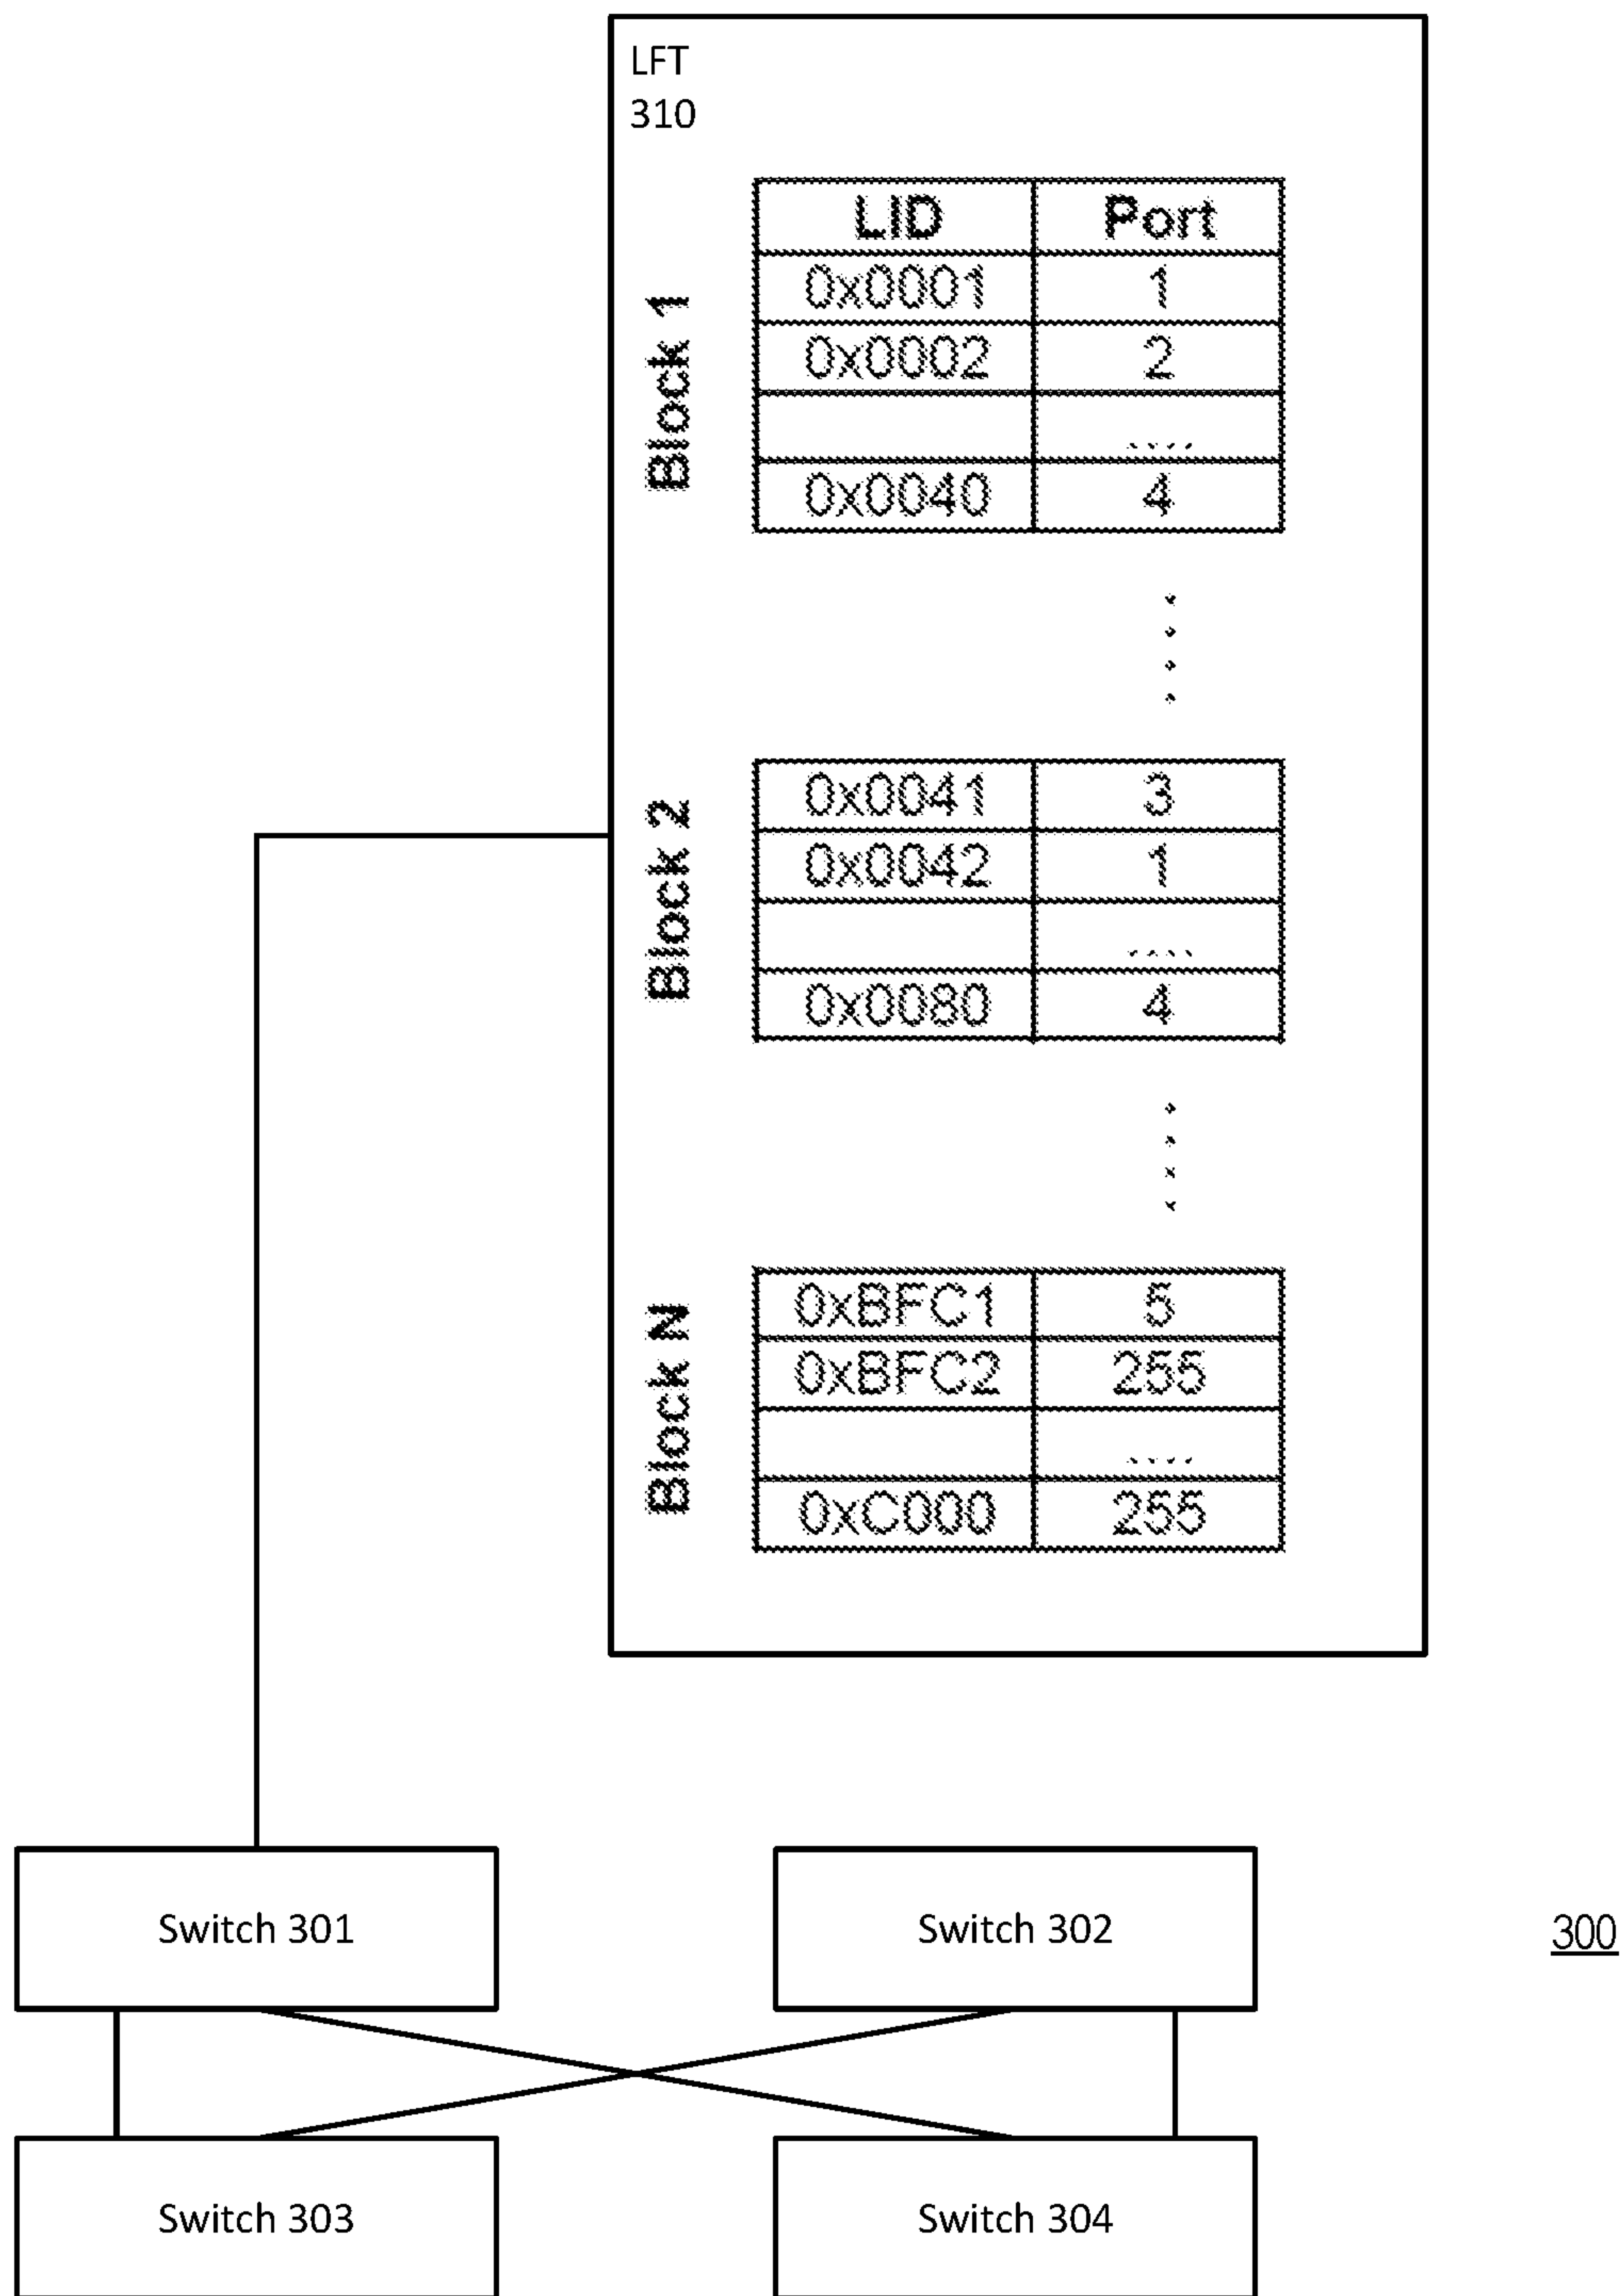 LFT
310
LID Port
Block 1
0x0001 1
0x0002 2
....
0x0040 4
Block 2
0x0041 3
0x0042 1
....
0x0080 4
Block N
0xBFC1 5
0xBFC2 255
....
0xC000 255
Switch 301
Switch 302
300
Switch 303
Switch 304